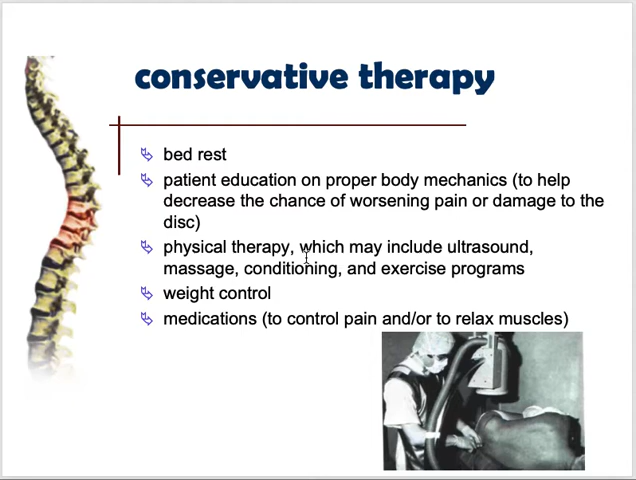 conservative therapy
bed rest
patient education on proper body mechanics (to help
decrease the chance of worsening pain or damage to the
disc)
physical therapy, which may include ultrasound,
massage, conditioning, and exercise programs
weight control
medications (to control pain and/or to relax muscles)